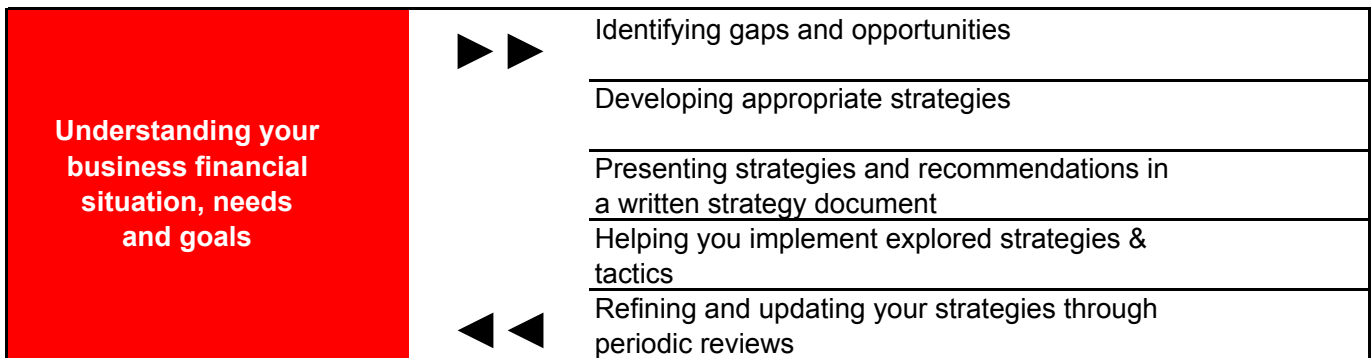 Understanding your
business financial
situation, needs
and goals
Identifying gaps and opportunities
Developing appropriate strategies
Presenting strategies and recommendations in
a written strategy document
Helping you implement explored strategies &
tactics
Refining and updating your strategies through
periodic reviews